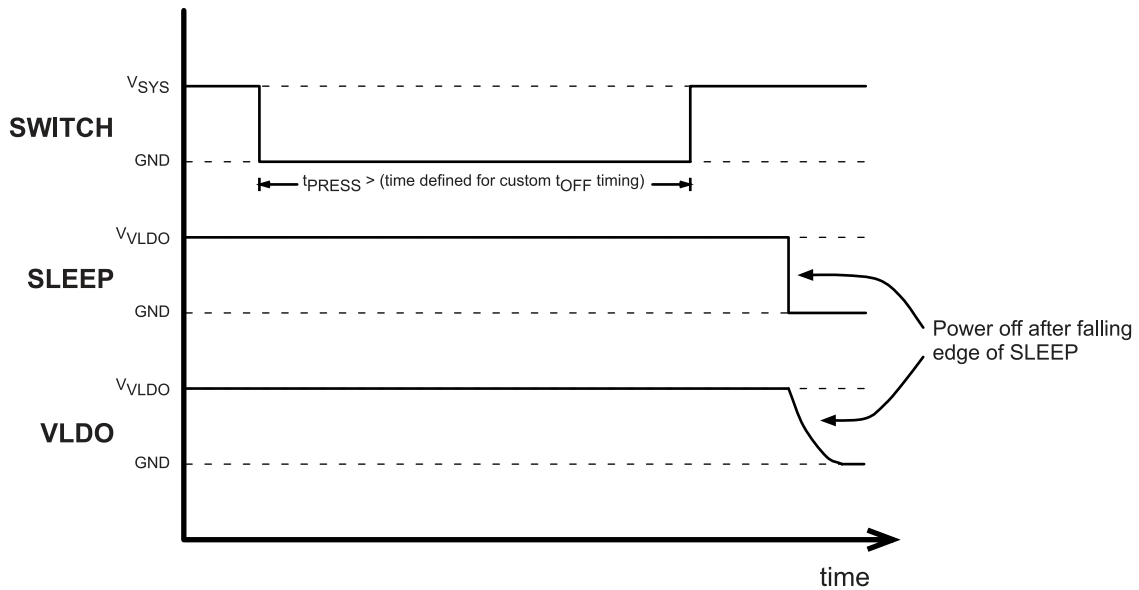 VSYS
SWITCH
GND
tPRESS > (time defined for custom tOFF timing)
VVLDO
SLEEP
GND
Power off after falling
edge of SLEEP
VVLDO
VLDO
GND
time